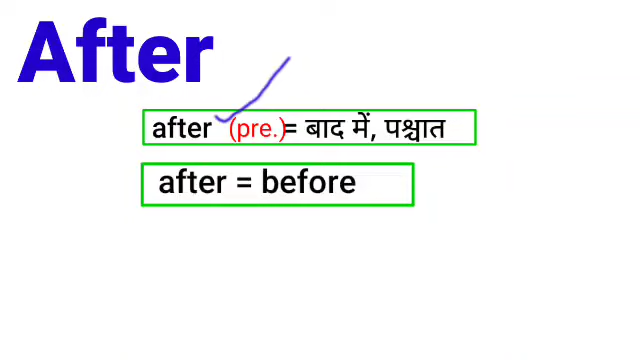 After
after (pre.)= बाद में, पश्चात
after = before